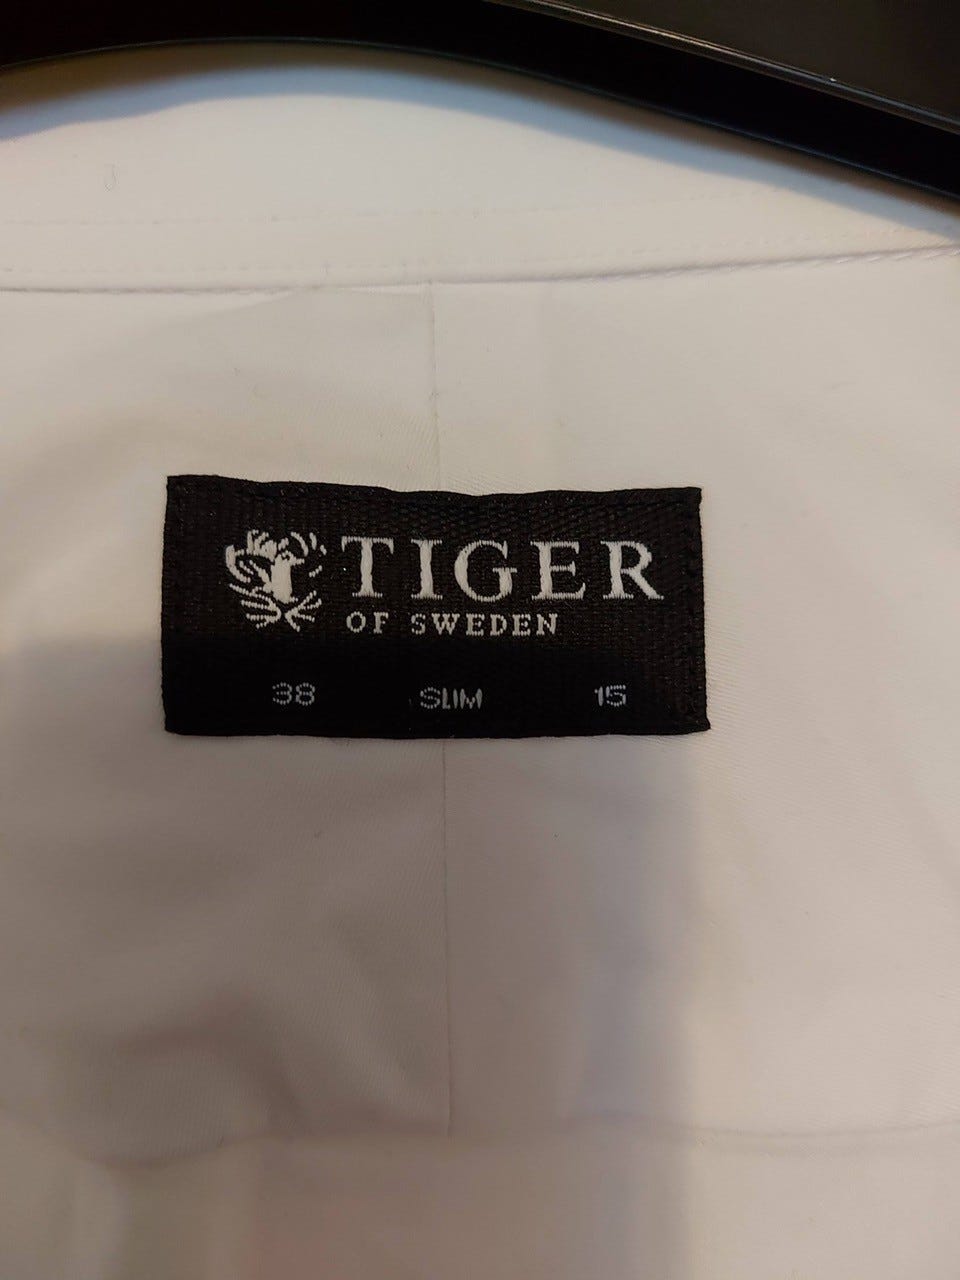 TIGER
OF SWEDEN
38 SLIM 15